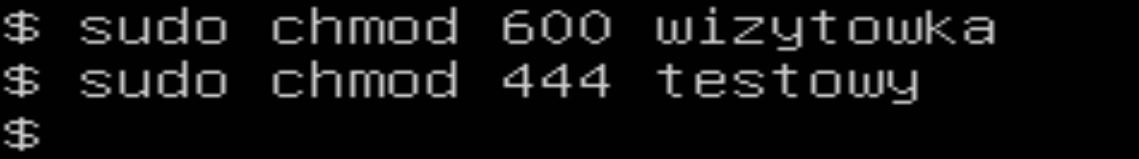 $ sudo chmod 600 wizytowka
$ sudo chmod 444 testowy
$